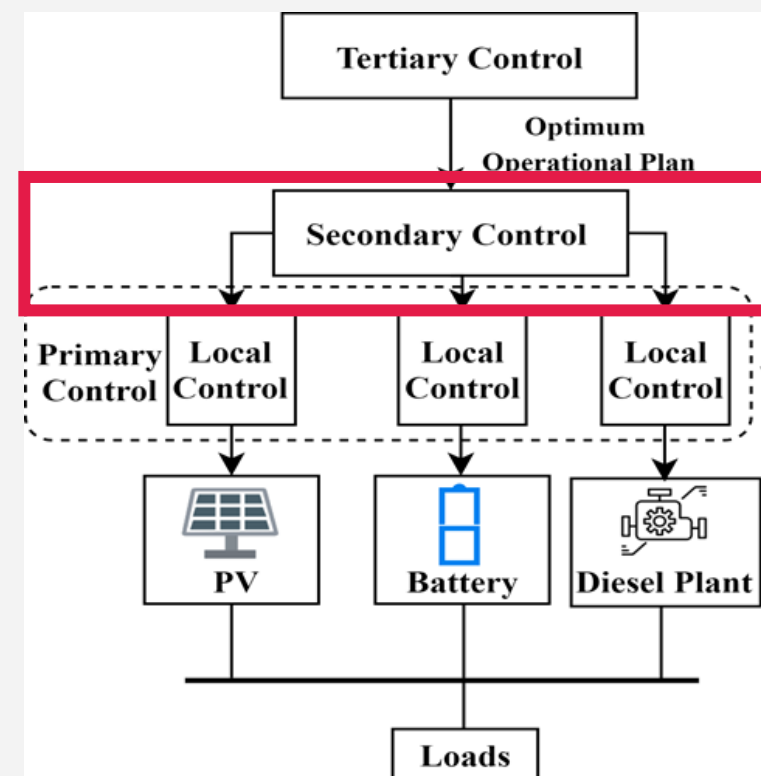 Tertiary Control
Optimum
Operational Plan
Secondary Control
Primary
Control
Local
Control
Local
Control
Local
Control
PV
Battery
Diesel Plant
Loads